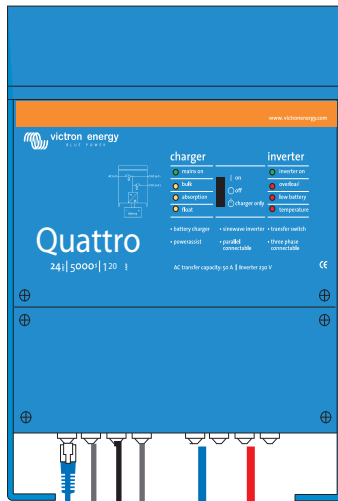 www.victronenergy.com
victron energy
BLUE POWER
charger
inverter
mains on
inverter on
on
bulk
overload
off
absorption
low battery
charger only
float
temperature
Quattro
24 | 5000 | 120
• battery charger
• sinewave inverter
• transfer switch
• powerassist
• parallel connectable
• three phase connectable
AC transfer capacity: 50 A | Inverter 230 V
CE